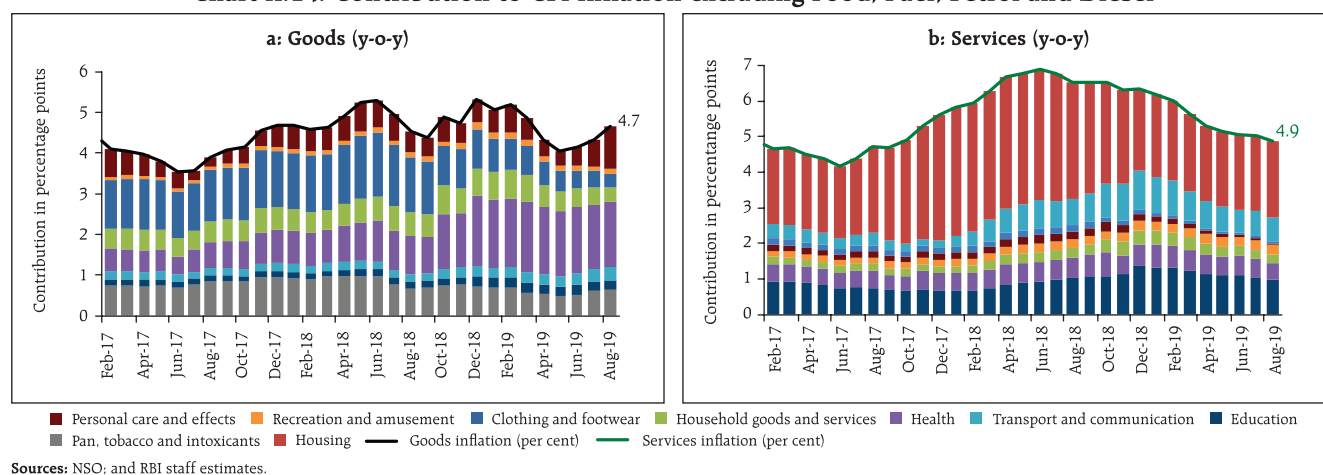 a: Goods (y-o-y)
Contribution in percentage points
6
5
4
3
2
1
0
4.7
Feb-17
Apr-17
Jun-17
Aug-17
Oct-17
Dec-17
Feb-18
Apr-18
Jun-18
Aug-18
Oct-18
Dec-18
Feb-19
Apr-19
Jun-19
Aug-19
b: Services (y-o-y)
Contribution in percentange points
7
6
5
4
3
2
1
0
4.9
Feb-17
Apr-17
Jun-17
Aug-17
Oct-17
Dec-17
Feb-18
Apr-18
Jun-18
Aug-18
Oct-18
Dec-18
Feb-19
Apr-19
Jun-19
Aug-19
Personal care and effects Recreation and amusement Clothing and footwear Household goods and services Health Transport and communication Education
Pan, tobacco and intoxicants Housing Goods inflation (per cent) Services inflation (per cent)
Sources: NSO; and RBI staff estimates.